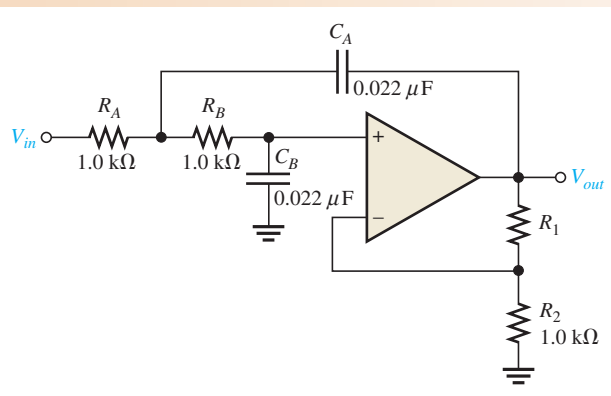 C_A
0.022 μF
R_A
R_B
V_in
1.0 kΩ
1.0 kΩ
C_B
0.022 μF
+
−
V_out
R_1
R_2
1.0 kΩ